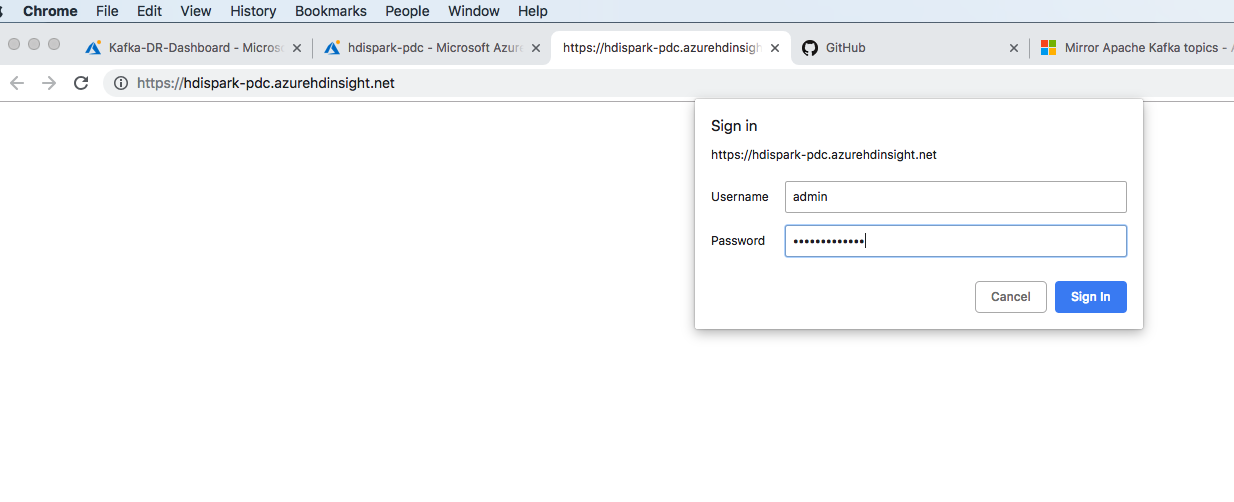 Chrome File Edit View History Bookmarks People Window Help
Kafka-DR-Dashboard - Micros
hdispark-pdc - Microsoft Azur
https://hdispark-pdc.azurehdinsigh
GitHub
Mirror Apache Kafka topics -
https://hdispark-pdc.azurehdinsight.net
Sign in
https://hdispark-pdc.azurehdinsight.net
Username admin
Password •••••••••••••
Cancel Sign In